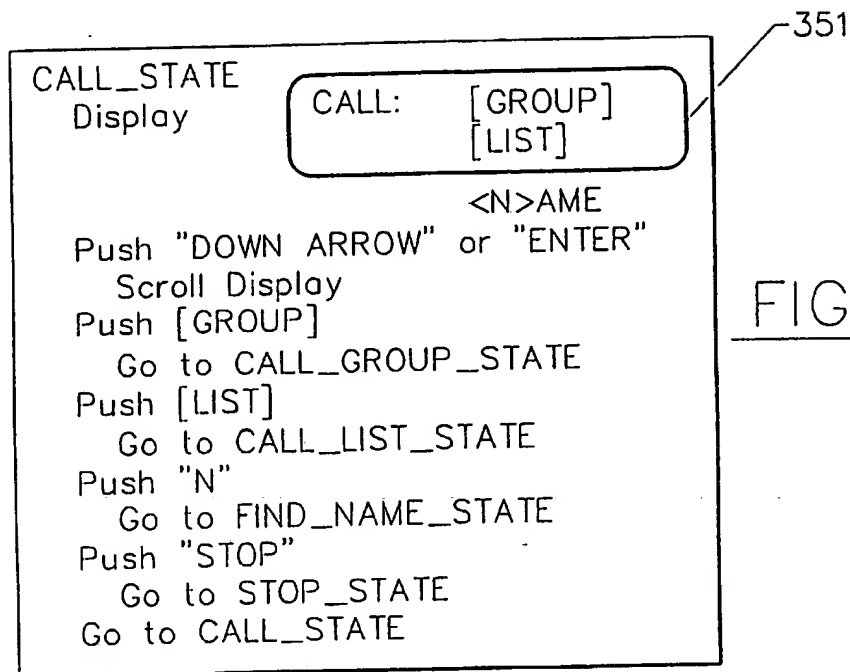 351
CALL_STATE
Display
CALL: [GROUP]
[LIST]
<N>AME
Push "DOWN ARROW" or "ENTER"
Scroll Display
Push [GROUP]
Go to CALL_GROUP_STATE
Push [LIST]
Go to CALL_LIST_STATE
Push "N"
Go to FIND_NAME_STATE
Push "STOP"
Go to STOP_STATE
Go to CALL_STATE
FIG